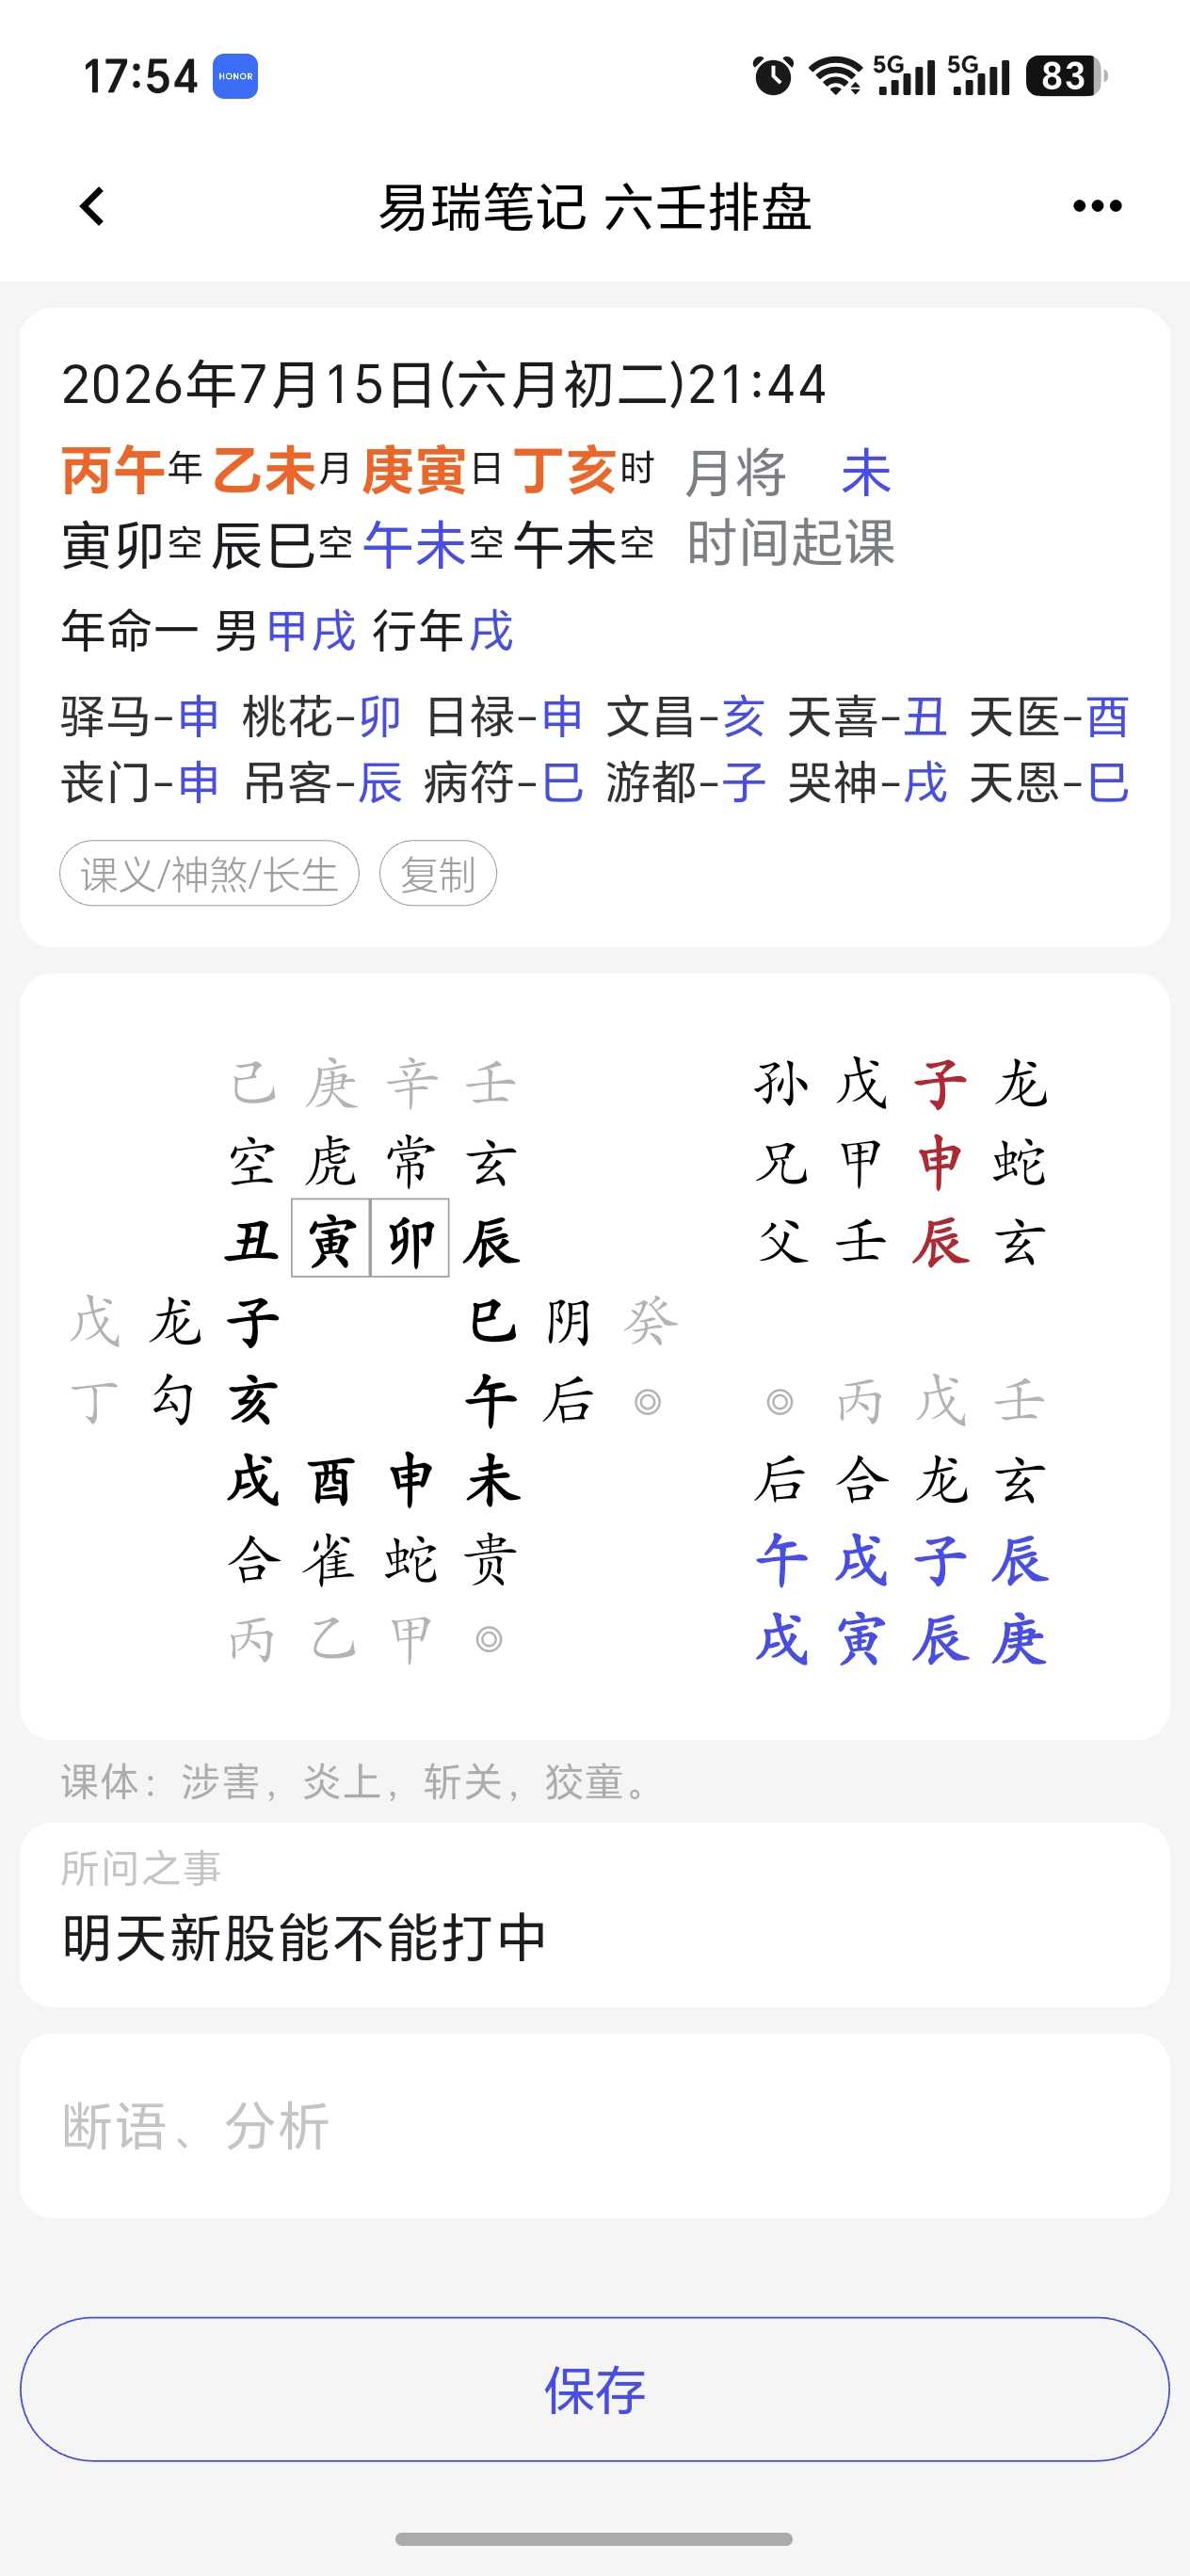 17:54 HONOR 5G 5G 83
易瑞笔记 六壬排盘
2026年7月15日(六月初二)21:44
丙午年 乙未月 庚寅日 丁亥时 月将 未
寅卯空 辰巳空 午未空 午未空 时间起课
年命一 男甲戌 行年戌
驿马-申 桃花-卯 日禄-申 文昌-亥 天喜-丑 天医-酉
丧门-申 吊客-辰 病符-巳 游都-子 哭神-戌 天恩-巳
课义/神煞/长生 复制
己 庚 辛 壬 孙 戊 子 龙
空 虎 常 玄 兄 甲 申 蛇
丑 寅 卯 辰 父 壬 辰 玄
戊 龙 子 巳 阴 癸
丁 勾 亥 午 后 ◎ ◎ 丙 戊 壬
戌 酉 申 未 后 合 龙 玄
合 雀 蛇 贵 午 戌 子 辰
丙 乙 甲 ◎ 戌 寅 辰 庚
课体：涉害，炎上，斩关，狡童。
所问之事
明天新股能不能打中
断语、分析
保存